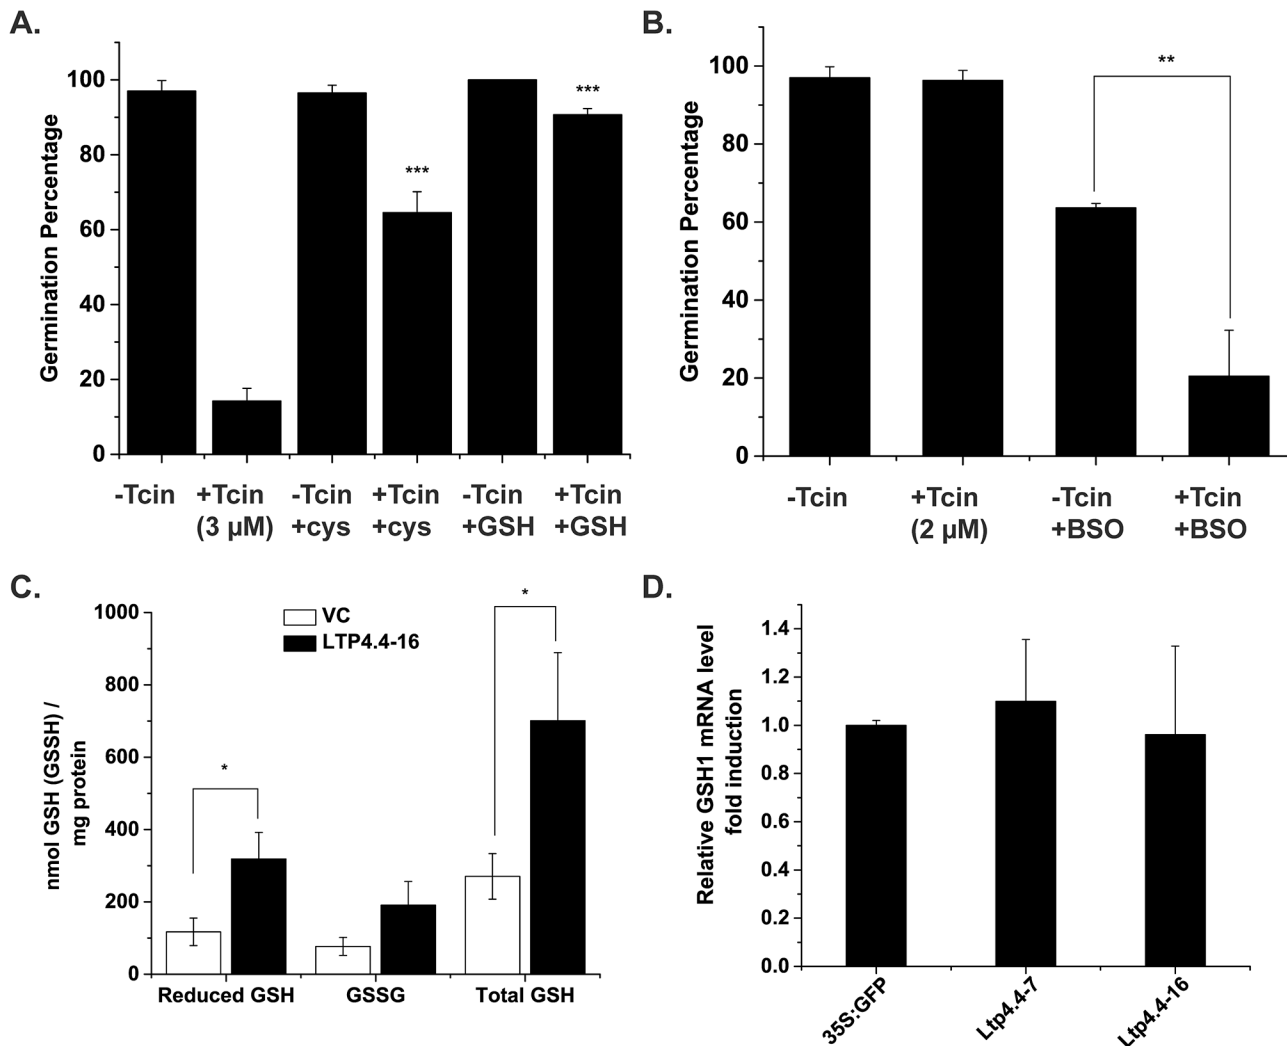 A.
Germination Percentage
100
80
60
40
20
0
***
***
-Tcin
+Tcin
(3 µM)
-Tcin
+cys
+Tcin
+cys
-Tcin
+GSH
+Tcin
+GSH
B.
Germination Percentage
100
80
60
40
20
0
**
-Tcin
+Tcin
(2 µM)
-Tcin
+BSO
+Tcin
+BSO
C.
nmol GSH (GSSH) /
mg protein
1000
800
600
400
200
0
VC
LTP4.4-16
*
*
Reduced GSH
GSSG
Total GSH
D.
Relative GSH1 mRNA level
fold induction
1.4
1.2
1.0
0.8
0.6
0.4
0.2
0.0
35S:GFP
Ltp4.4-7
Ltp4.4-16